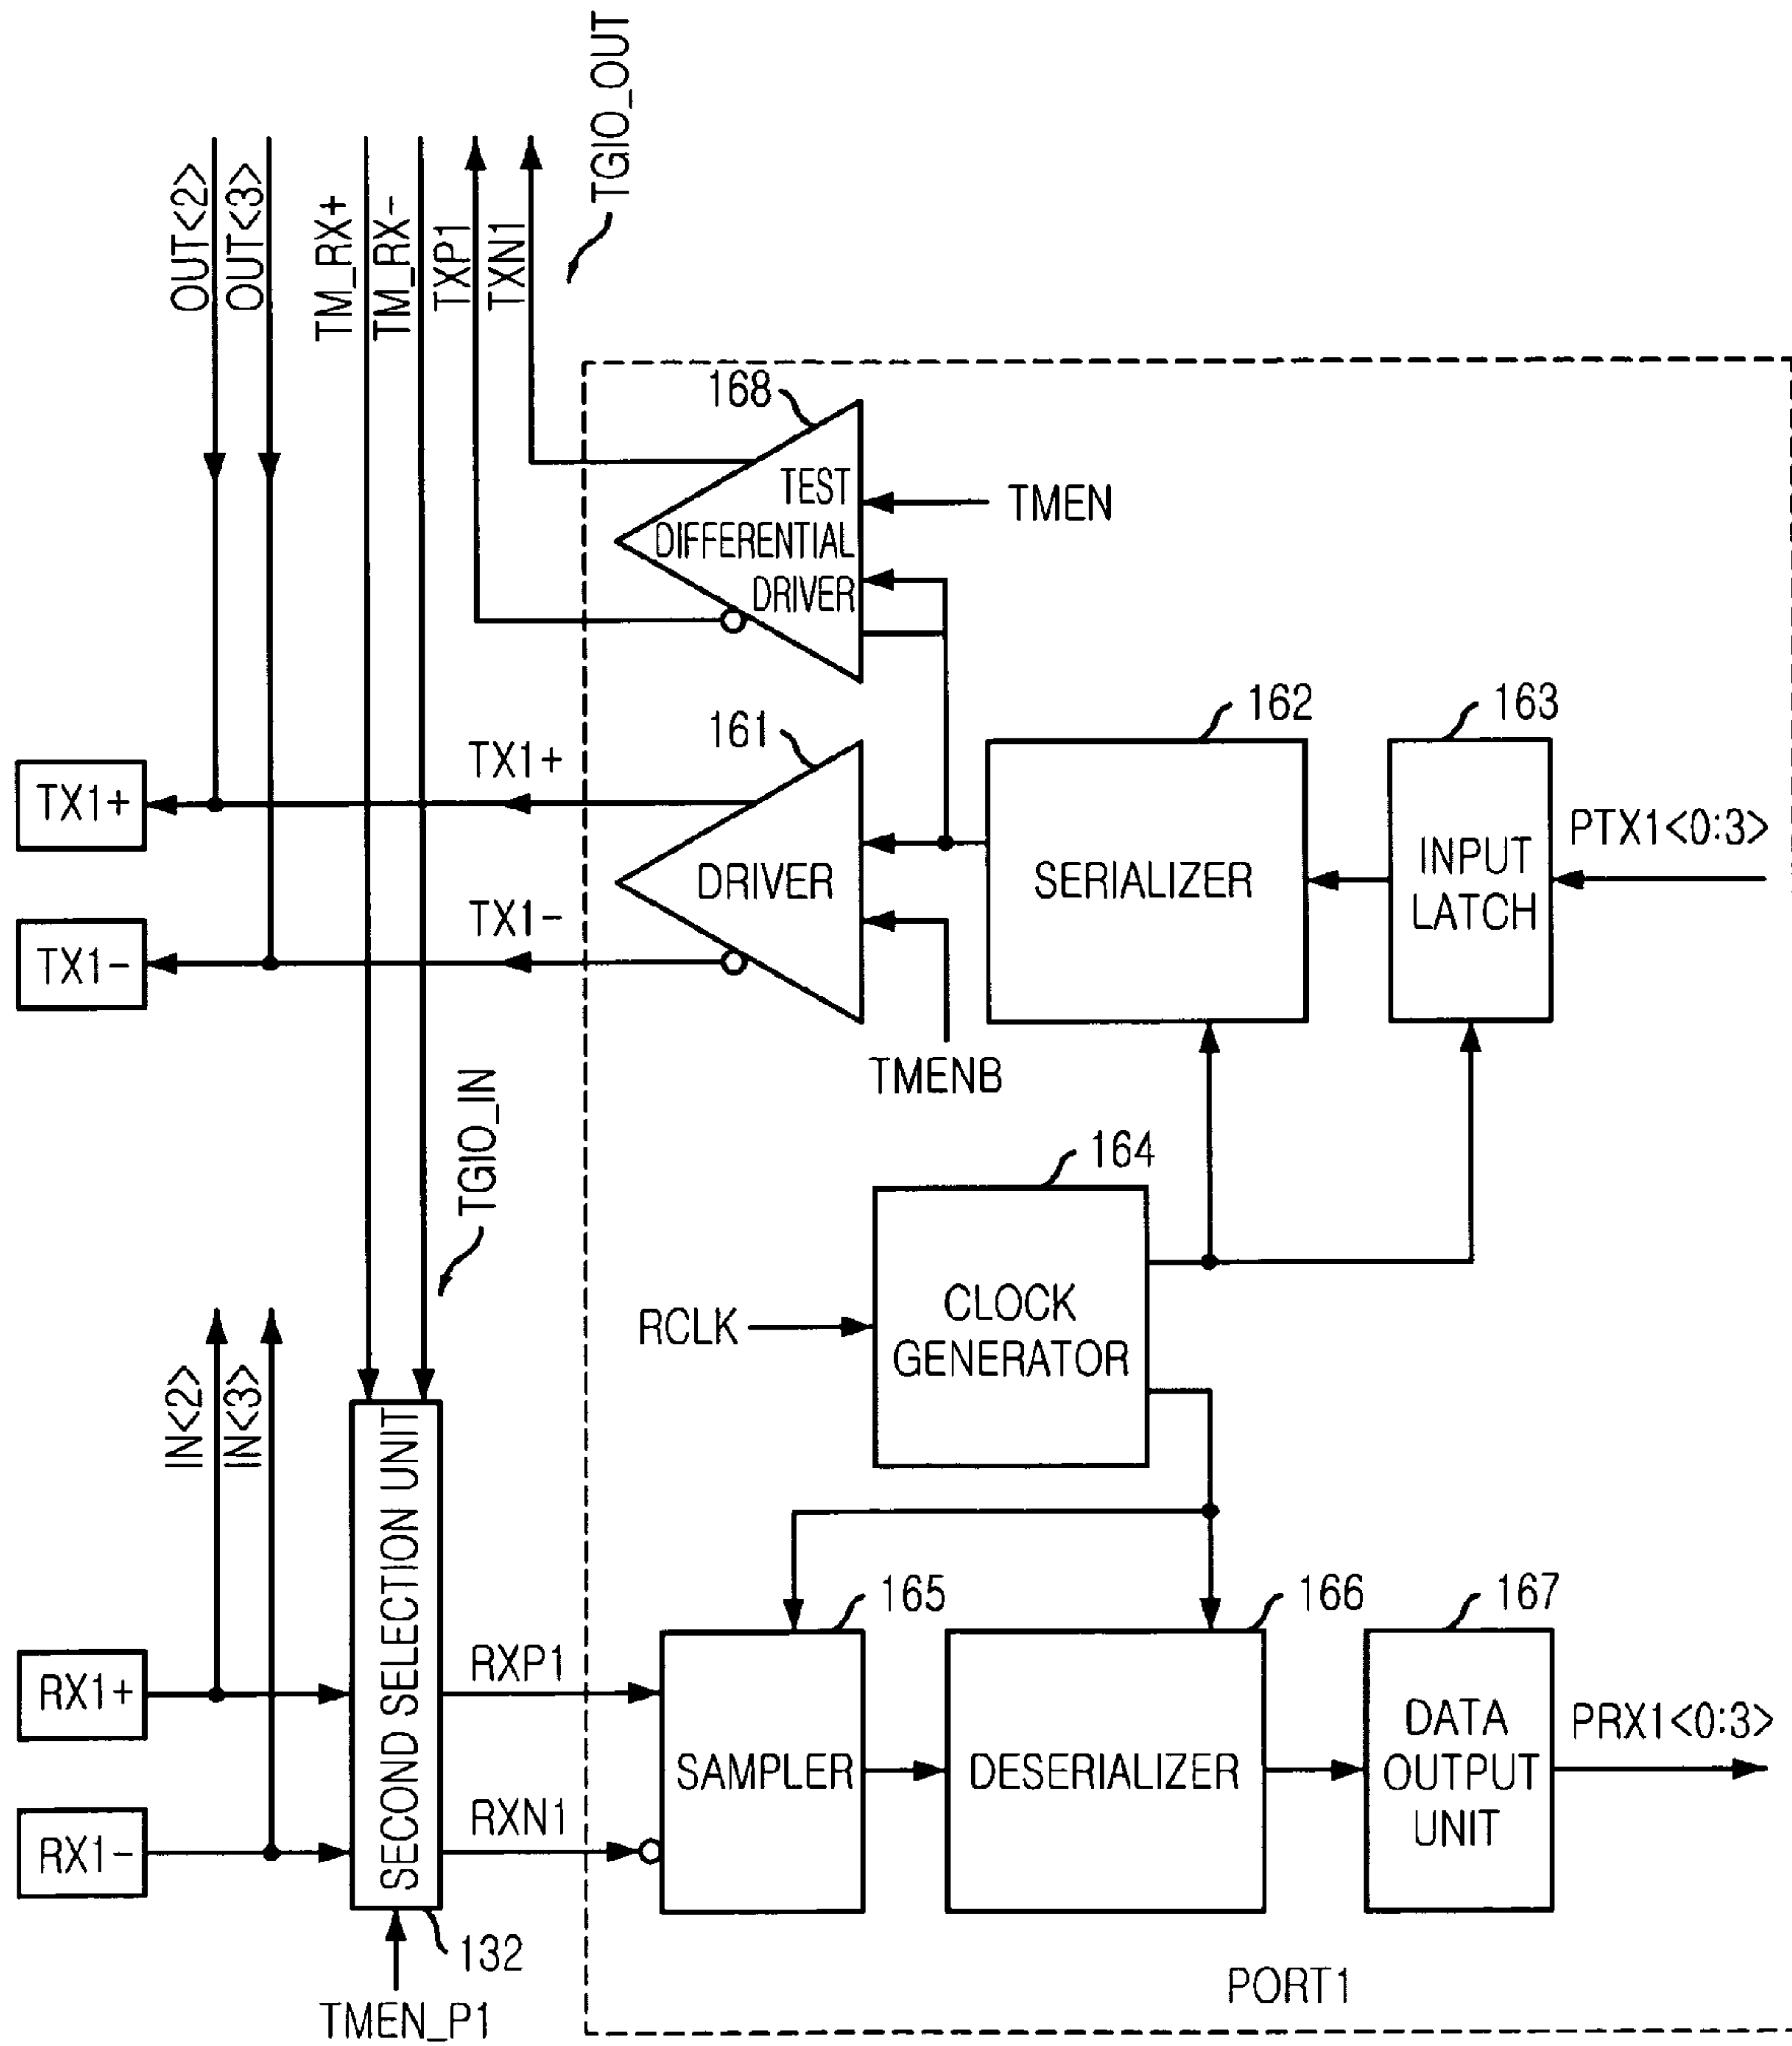 OUT<2>
OUT<3>
TM_RX+
TM_RX-
TXP1
TXN1
TGIO_OUT
168
TEST
DIFFERENTIAL
DRIVER
TMEN
161
162
163
TX1+
TX1+
TX1-
TX1-
DRIVER
SERIALIZER
INPUT
LATCH
PTX1<0:3>
TMENB
TGIO_IN
164
RCLK
CLOCK
GENERATOR
IN<2>
IN<3>
SECOND SELECTION UNIT
165
166
167
RX1+
RXP1
RX1-
RXN1
SAMPLER
DESERIALIZER
DATA
OUTPUT
UNIT
PRX1<0:3>
132
TMEN_P1
PORT1